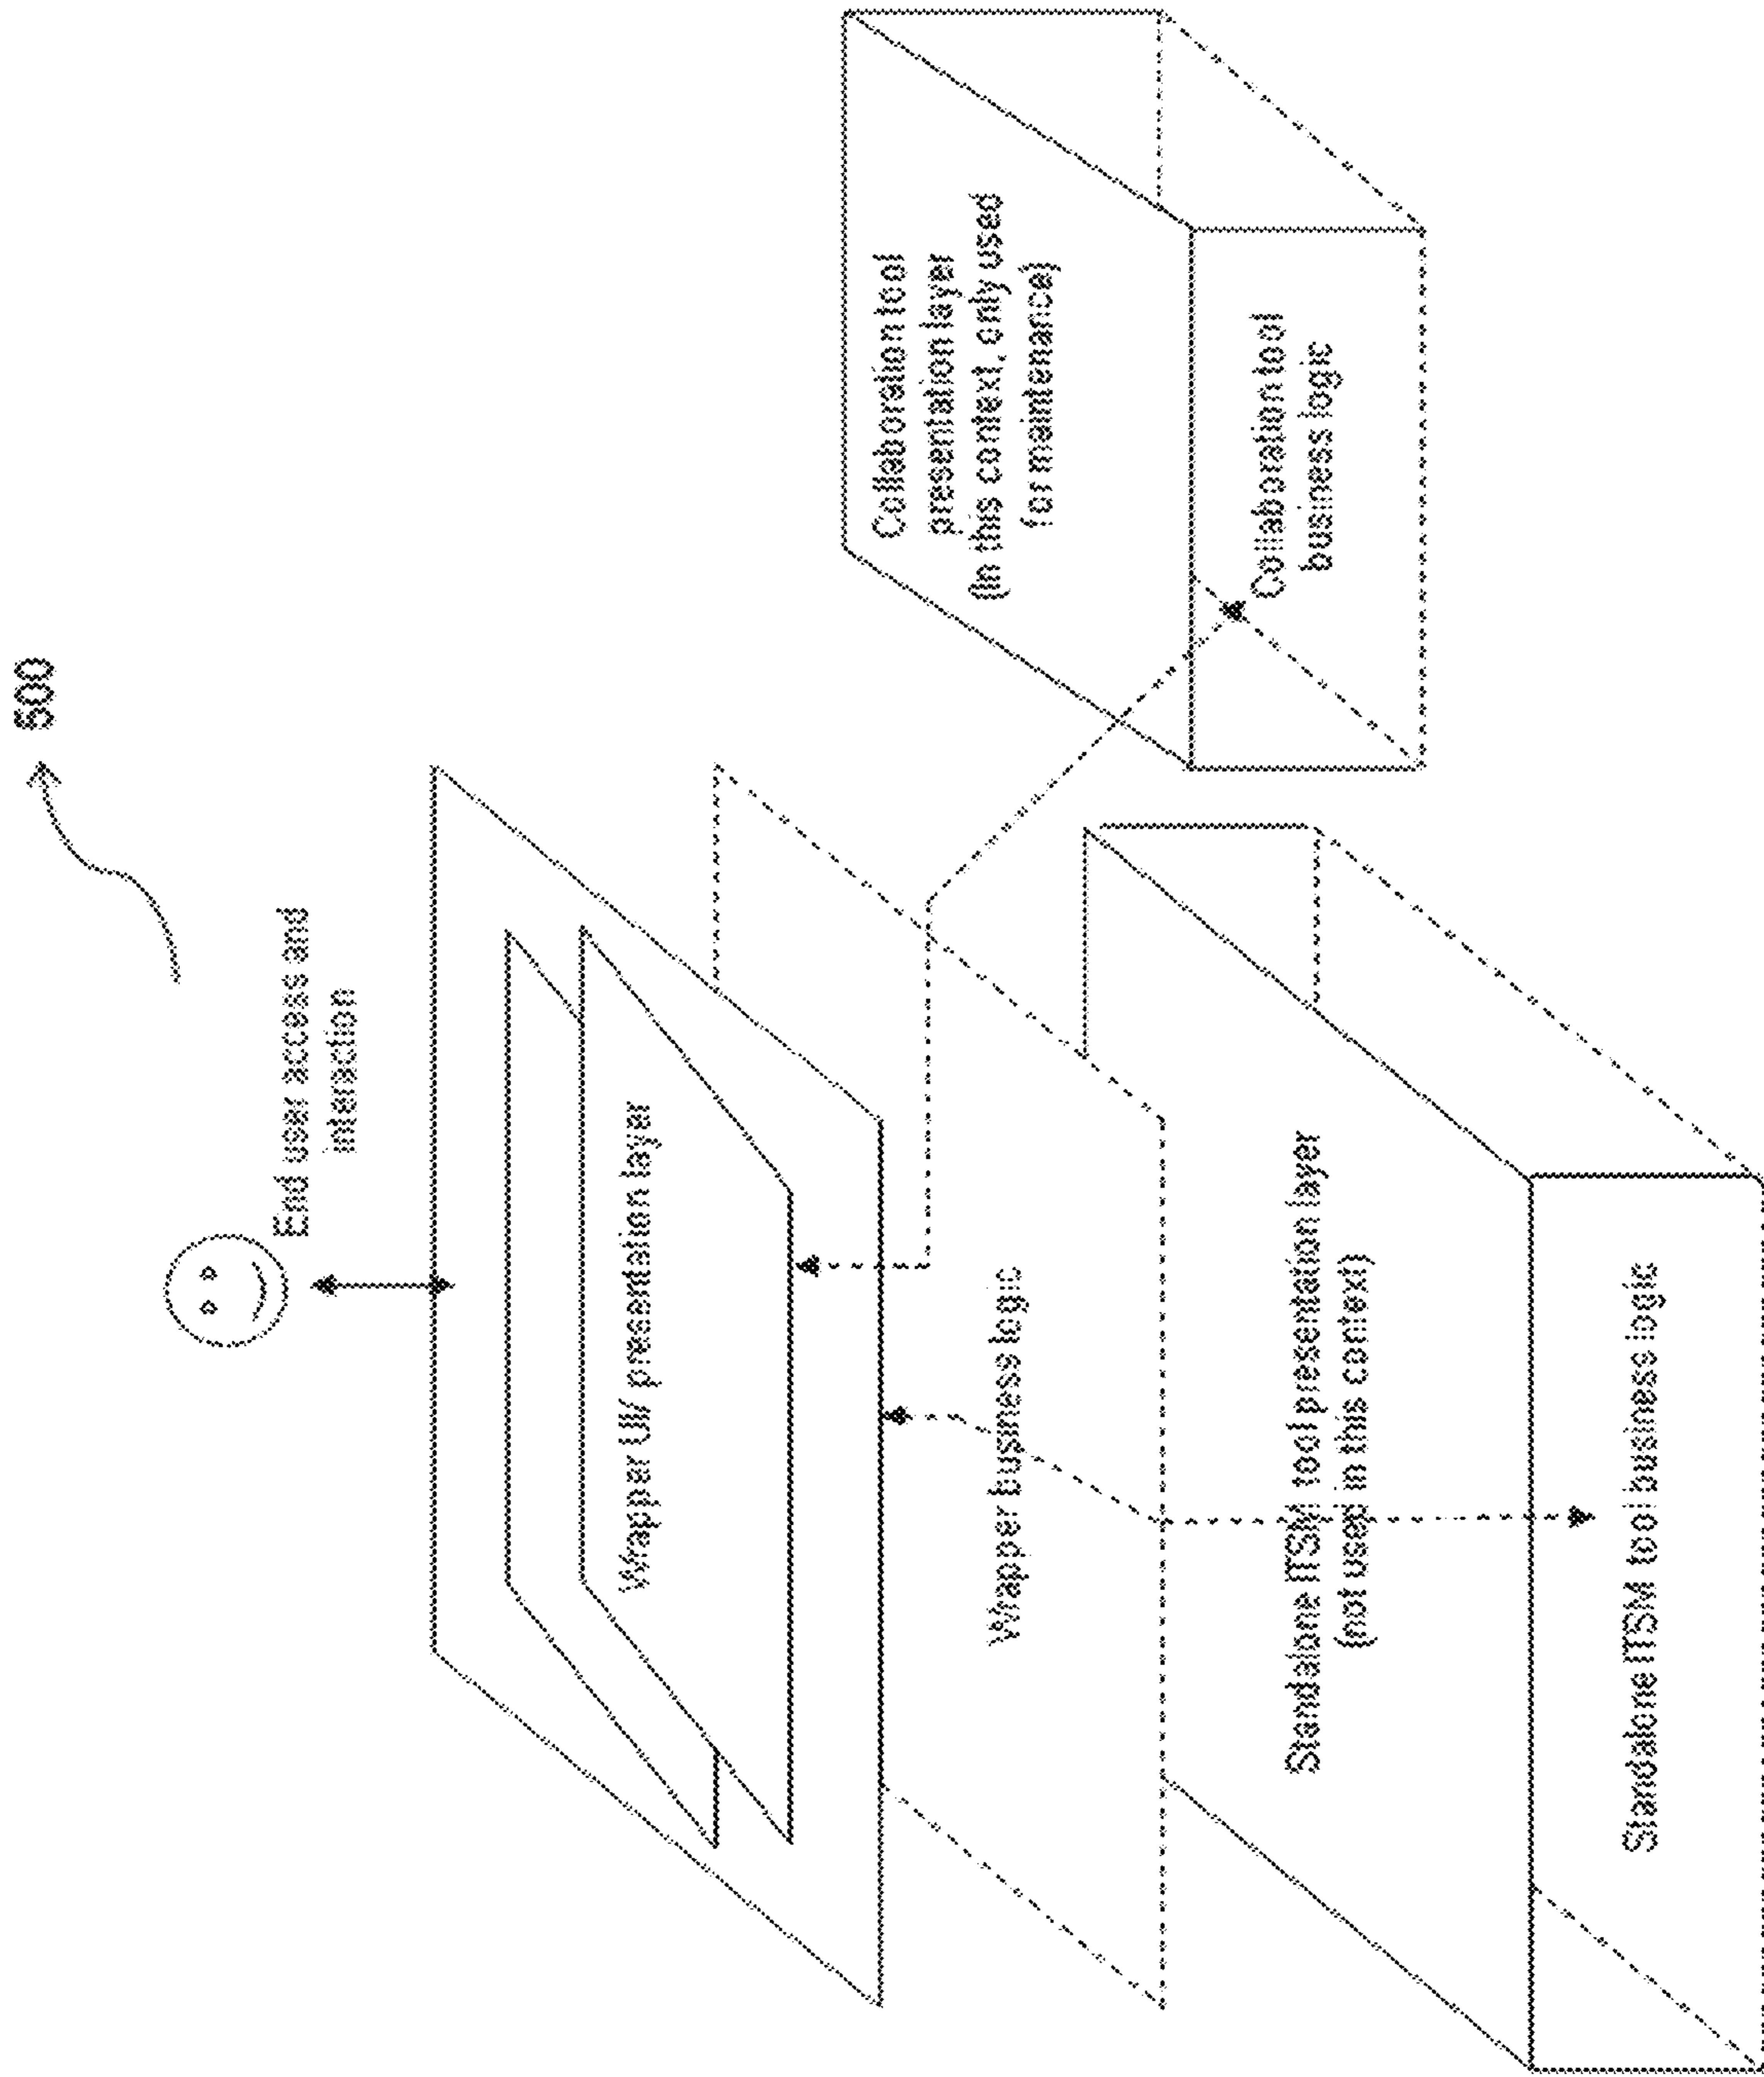 500
End user access and
interaction
Wrapper UI/ presentation layer
Wrapper business logic
Standalone ITSM tool presentation layer
(not used in this context)
Standalone ITSM tool business logic
Collaboration tool
presentation layer
(In this context, only used
for maintenance)
Collaboration tool
business logic